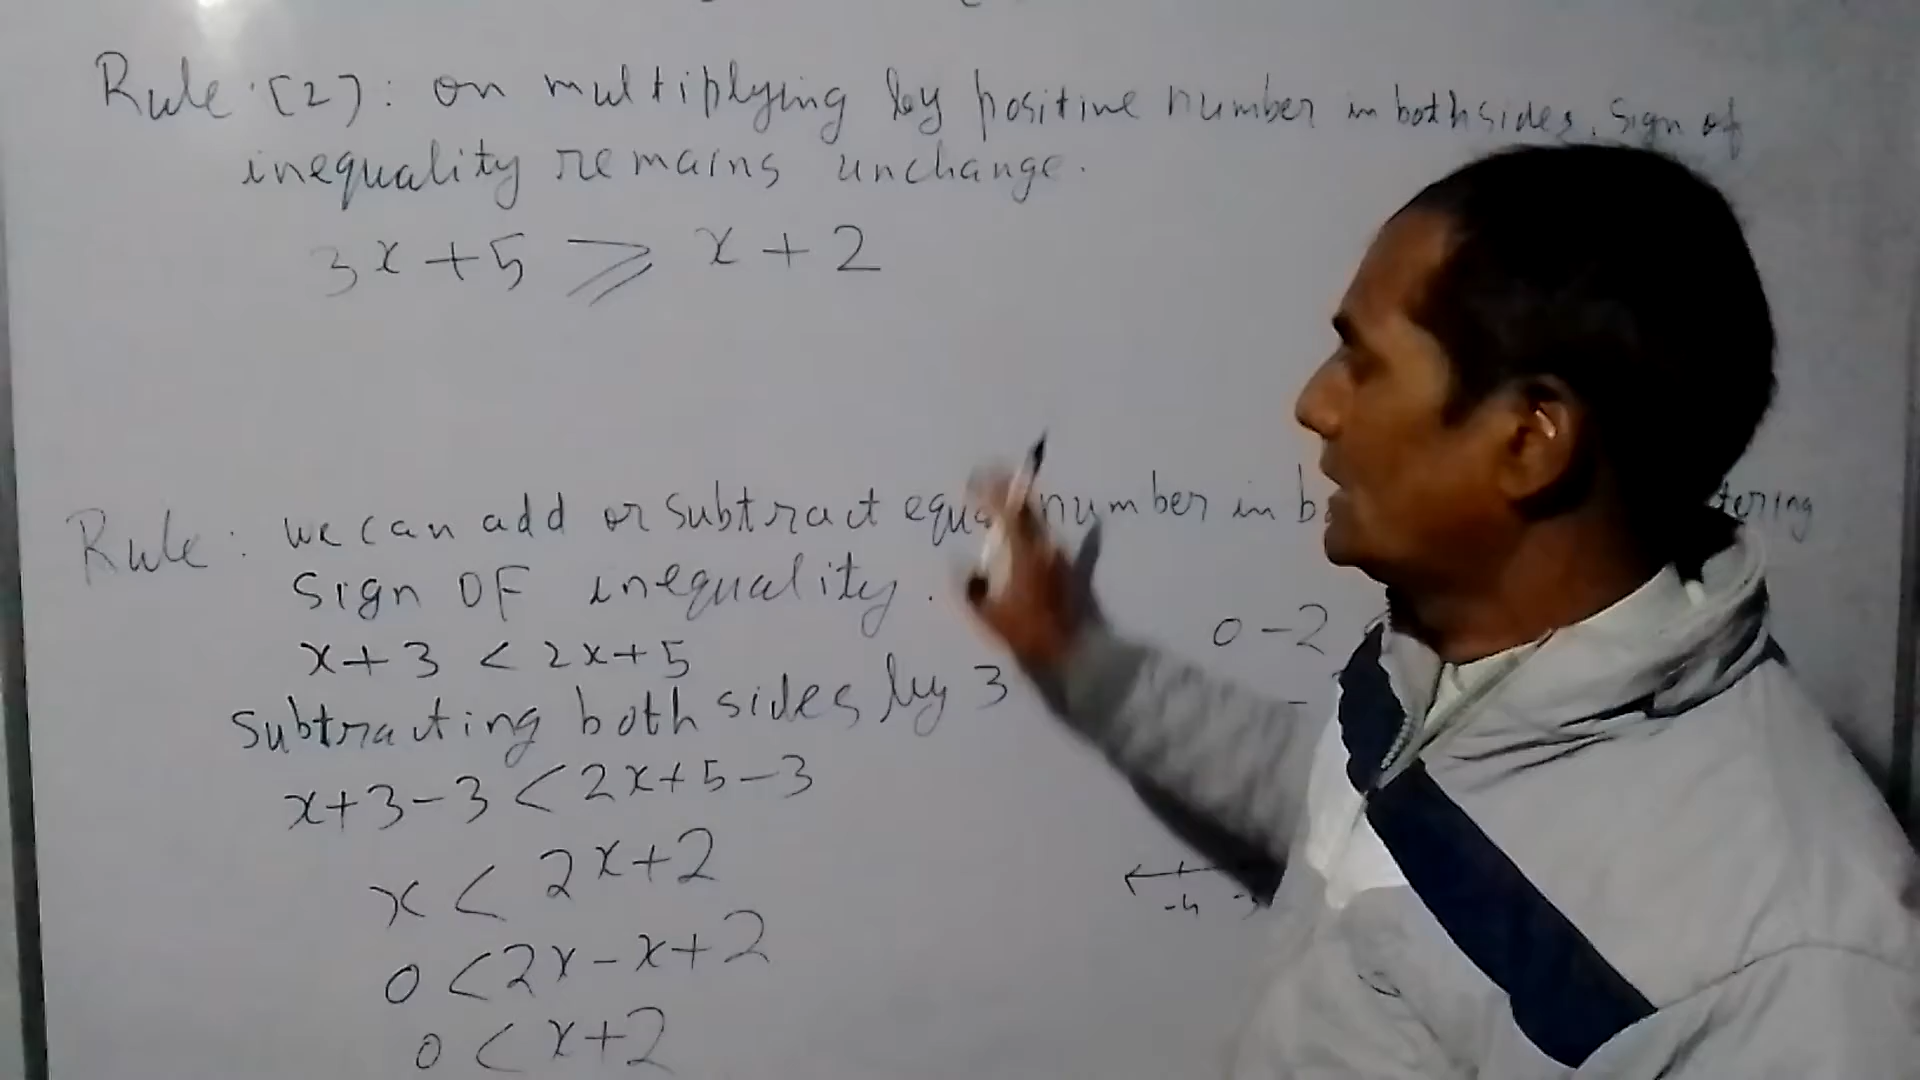 Rule (2): on multiplying by positive number in both sides, sign of
inequality remains unchange.
3x+5 ⩾ x+2
Rule: we can add or subtract number in
sign OF inequality.
x+3 < 2x+5
subtracting both sides by 3
x+3-3 < 2x+5-3
x < 2x+2
0 < 2x-x+2
0 < x+2
0-2
-4